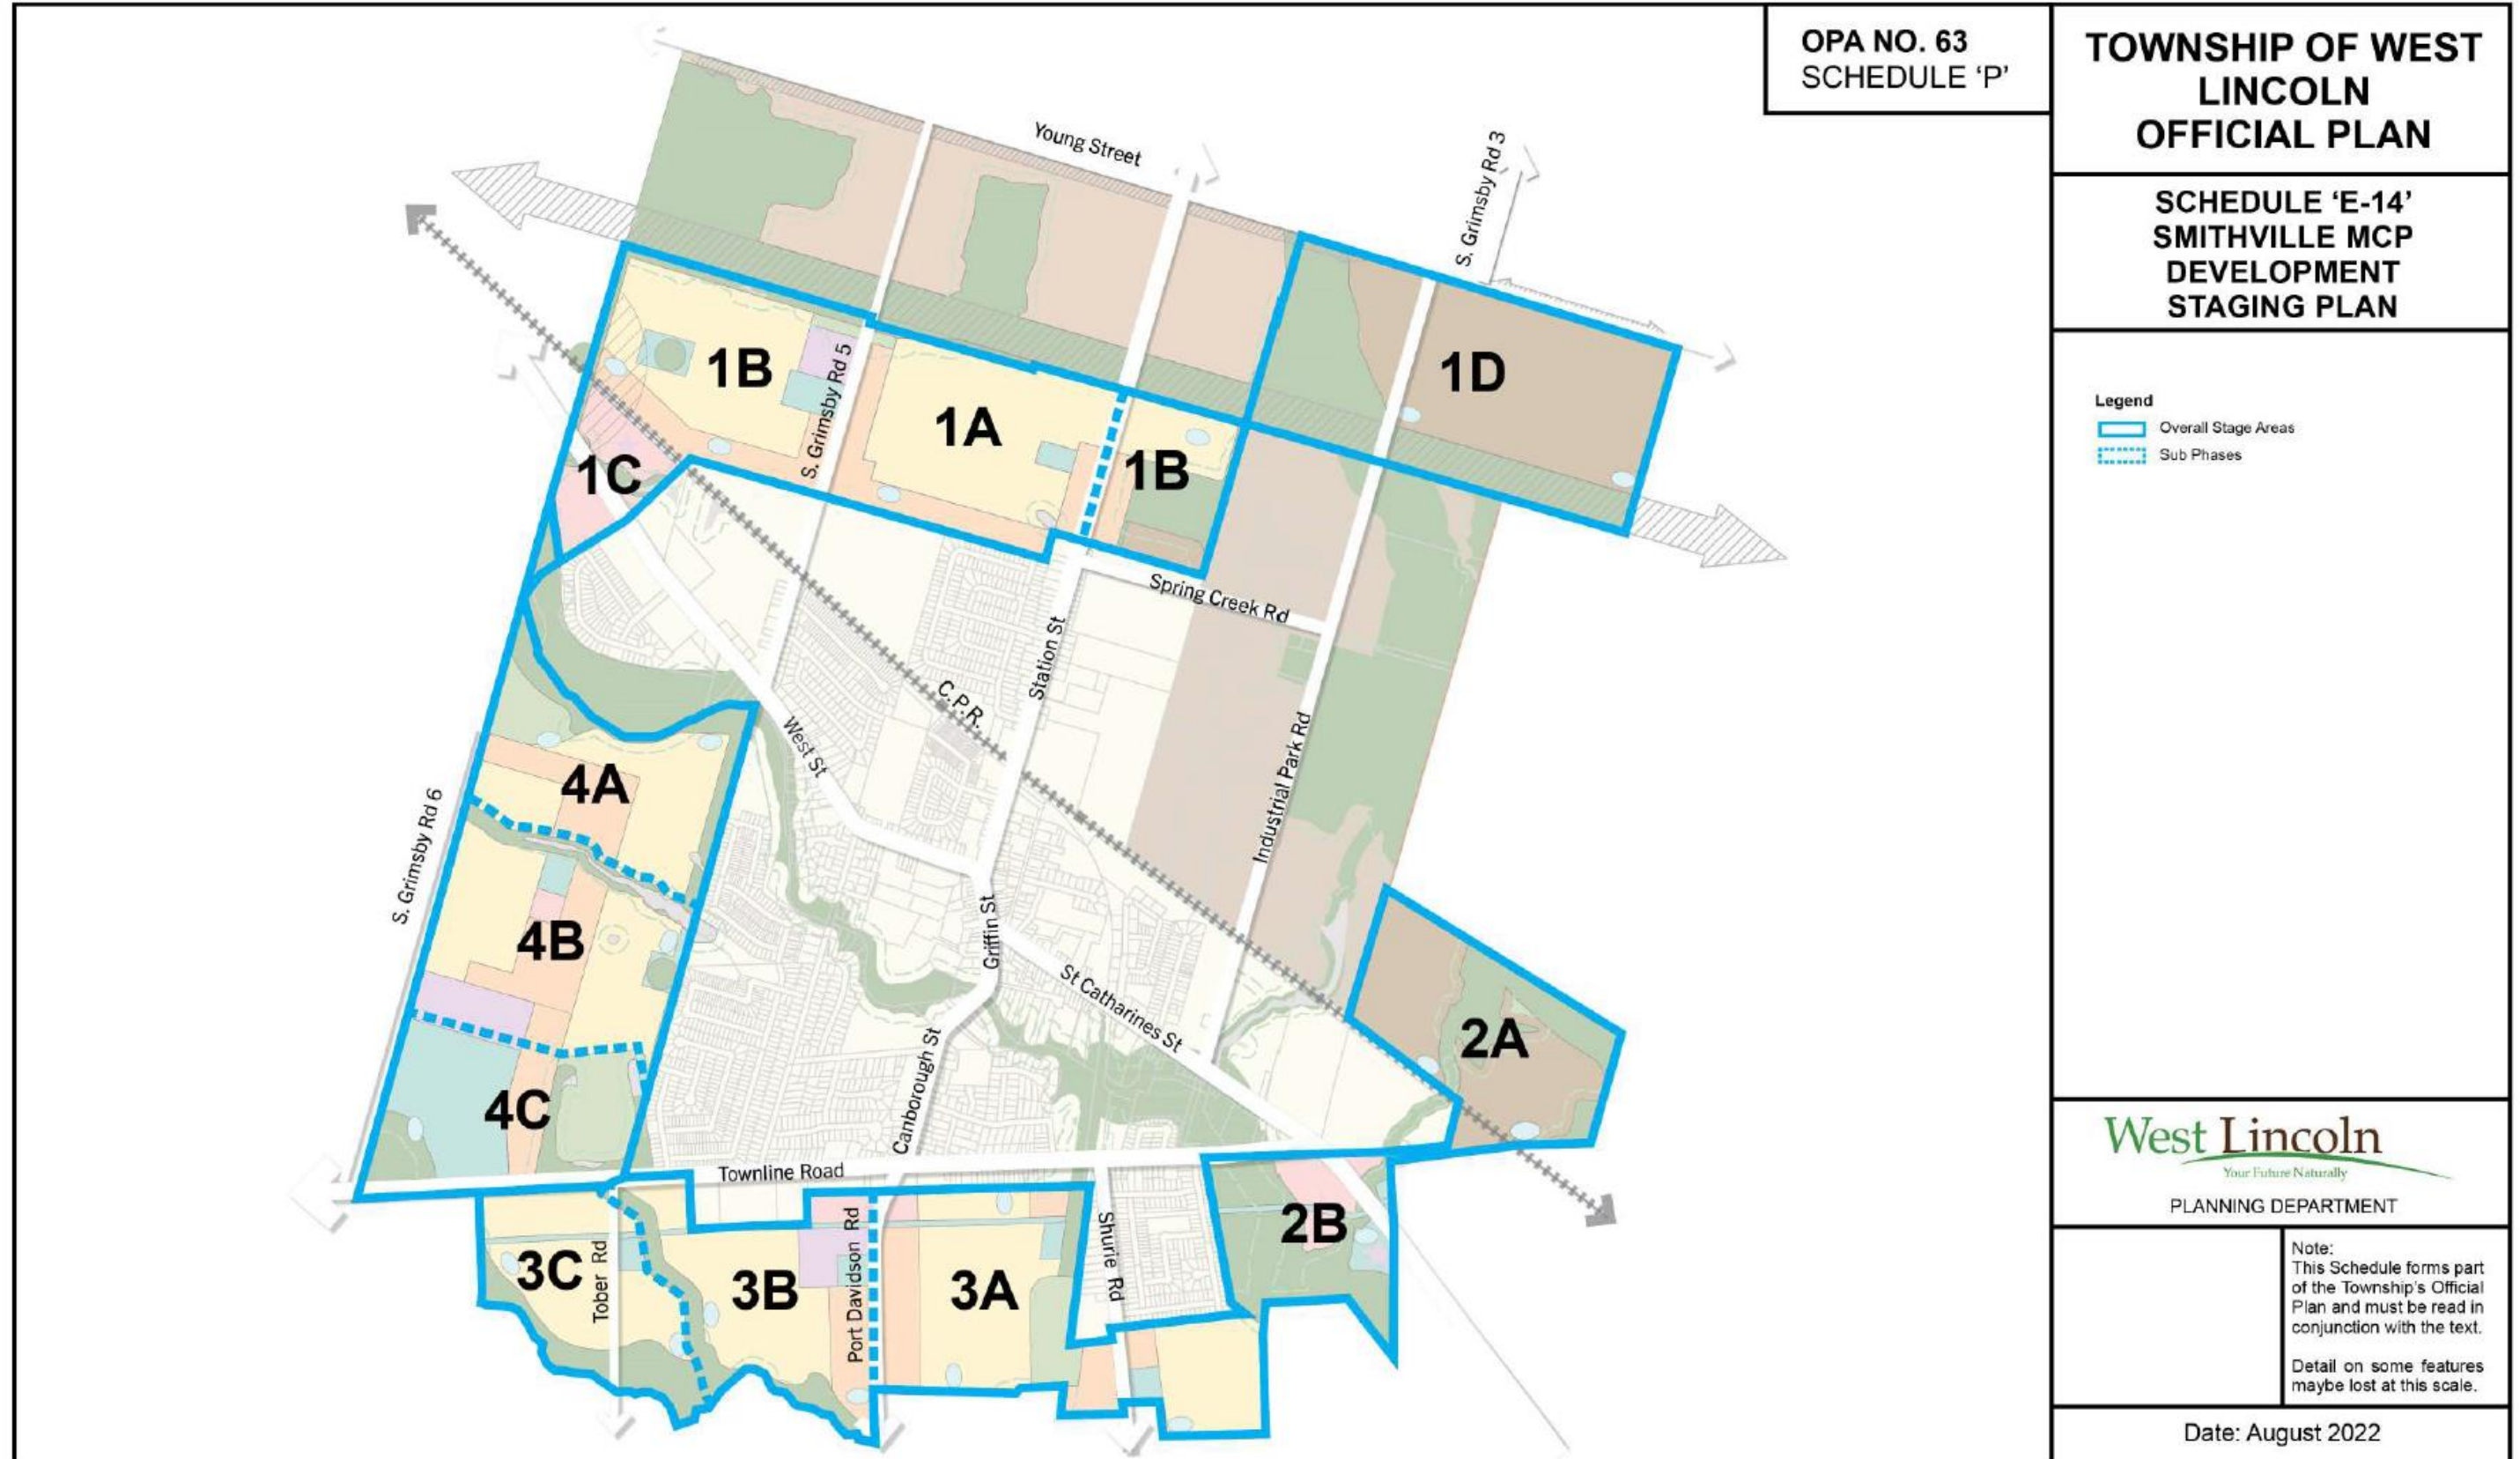 OPA NO. 63
SCHEDULE ‘P’
TOWNSHIP OF WEST
LINCOLN
OFFICIAL PLAN
SCHEDULE ‘E-14’
SMITHVILLE MCP
DEVELOPMENT
STAGING PLAN
Legend
Overall Stage Areas
Sub Phases
Young Street
S. Grimsby Rd 3
1B
S. Grimsby Rd 5
1A
1B
1C
1D
Spring Creek Rd
Station St
C.P.R.
West St
Industrial Park Rd
S. Grimsby Rd 6
4A
4B
4C
Griffin St
St Catharines St
Canborough St
2A
Townline Road
2B
3C
Tober Rd
3B
Port Davidson Rd
3A
Shurie Rd
West Lincoln
Your Future Naturally
PLANNING DEPARTMENT
Note:
This Schedule forms part
of the Township's Official
Plan and must be read in
conjunction with the text.
Detail on some features
maybe lost at this scale.
Date: August 2022